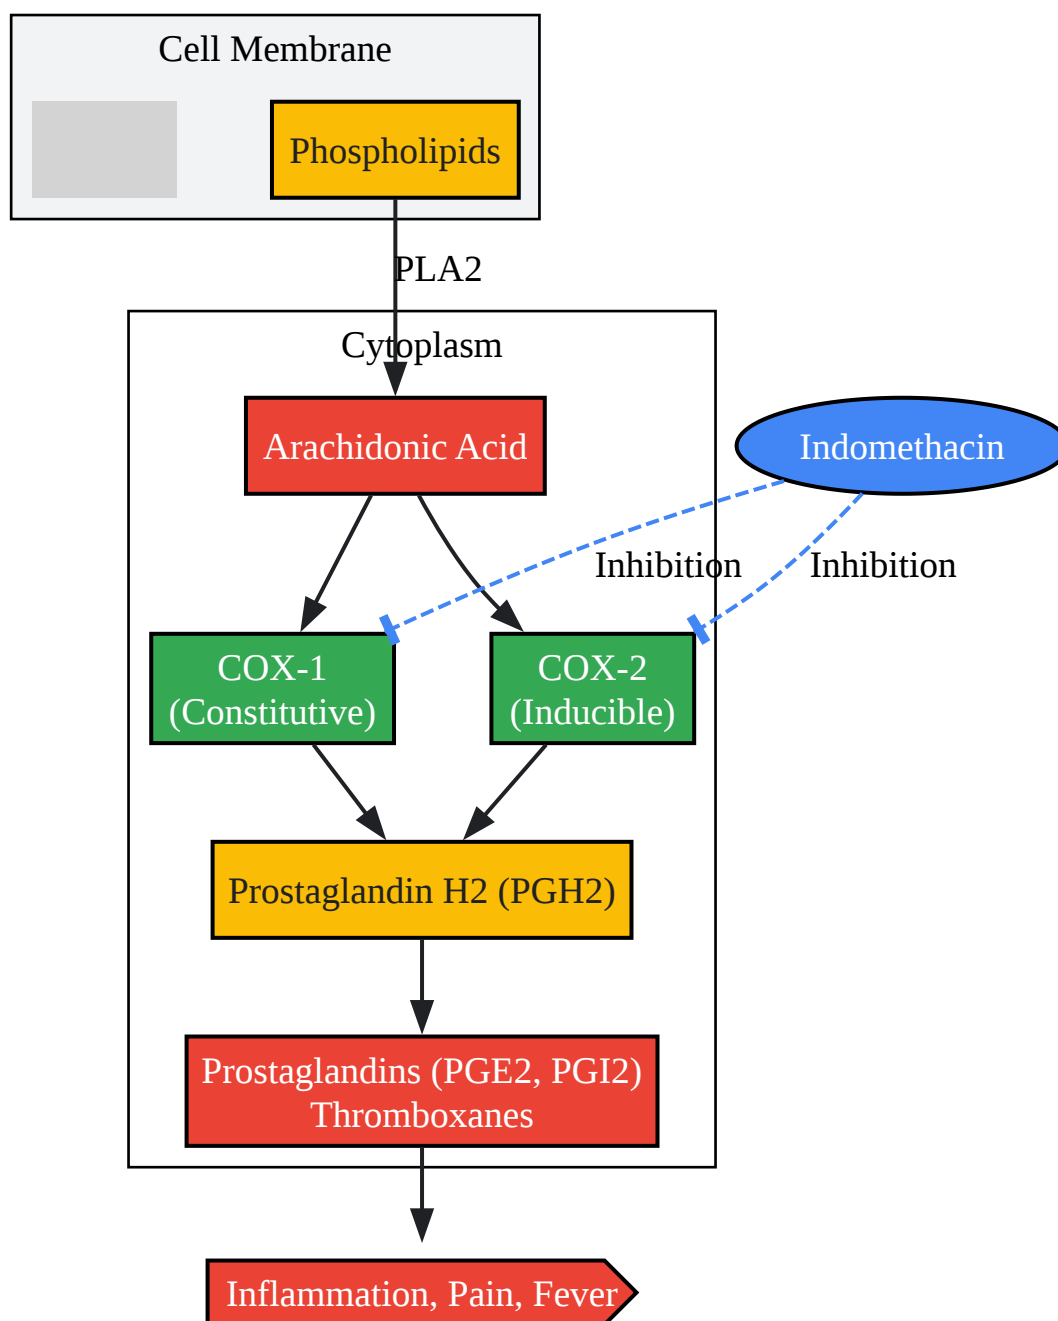 Cell Membrane
Phospholipids
PLA2
Cytoplasm
Arachidonic Acid
Indomethacin
Inhibition
Inhibition
COX-1
(Constitutive)
COX-2
(Inducible)
Prostaglandin H2 (PGH2)
Prostaglandins (PGE2, PGI2)
Thromboxanes
Inflammation, Pain, Fever